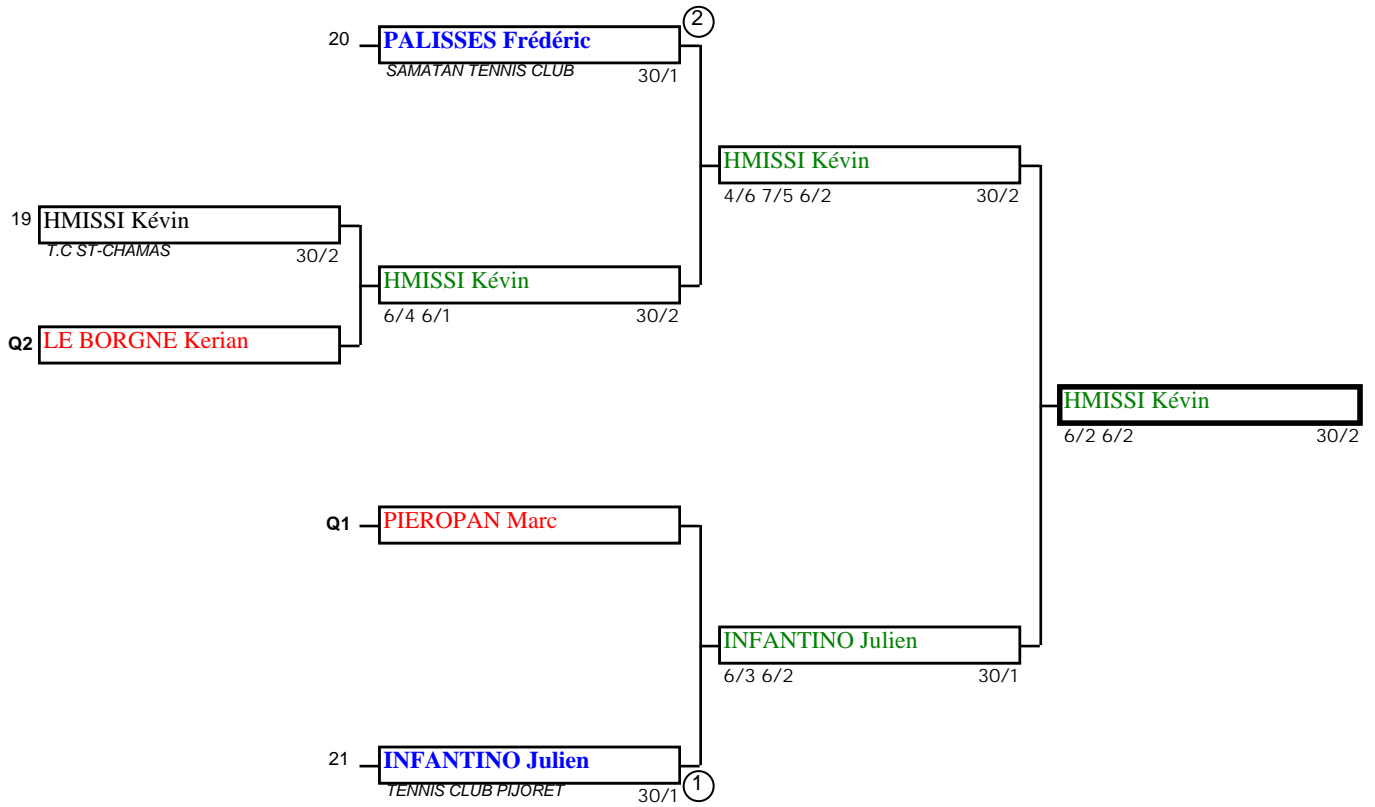 2
20 PALISSES Frédéric
SAMATAN TENNIS CLUB 30/1
HMISSI Kévin
4/6 7/5 6/2 30/2
19 HMISSI Kévin
T.C ST-CHAMAS 30/2
HMISSI Kévin
6/4 6/1 30/2
Q2 LE BORGNE Kerian
HMISSI Kévin
6/2 6/2 30/2
Q1 PIEROPAN Marc
INFANTINO Julien
6/3 6/2 30/1
21 INFANTINO Julien
TENNIS CLUB PIJORET 30/1
1